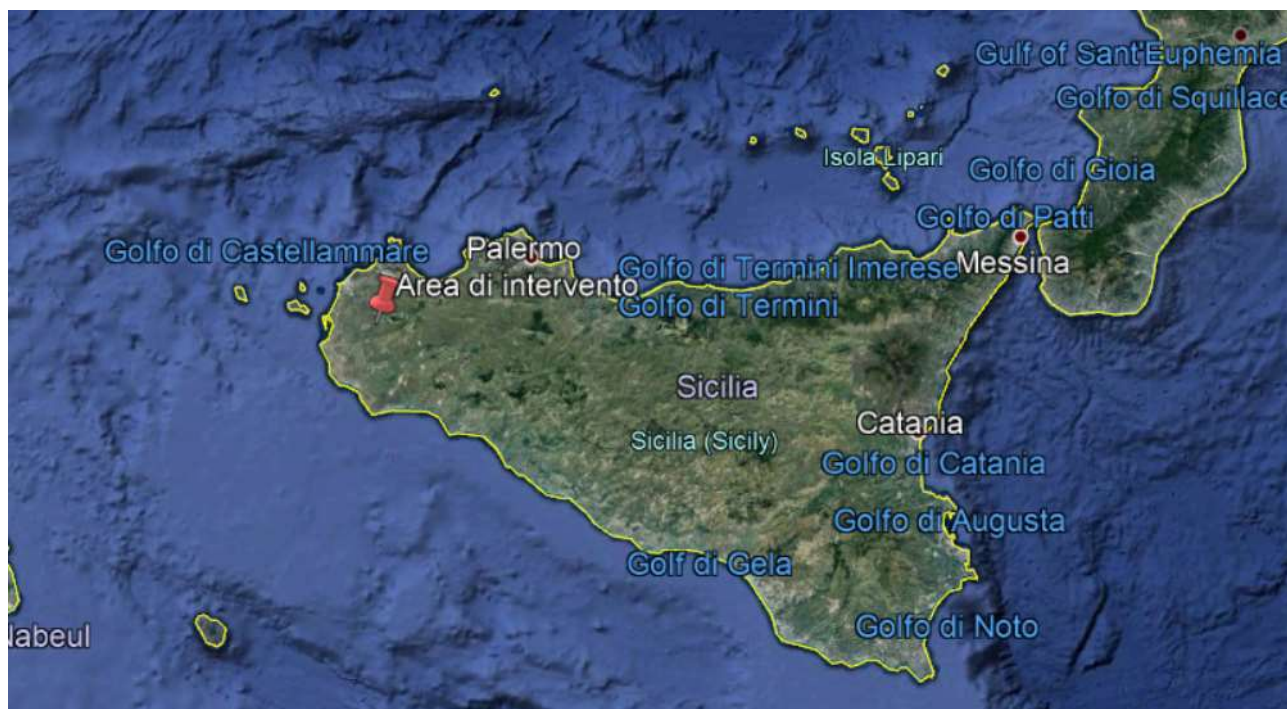 Gulf of Sant'Euphemia
Golfo di Squillace
Isola Lipari
Golfo di Gioia
Golfo di Patti
Golfo di Castellammare
Palermo
Golfo di Termini Imerese
Messina
Area di intervento
Golfo di Termini
Sicilia
Catania
Sicilia (Sicily)
Golfo di Catania
Golfo di Augusta
Golf di Gela
Golfo di Noto
Nabeul